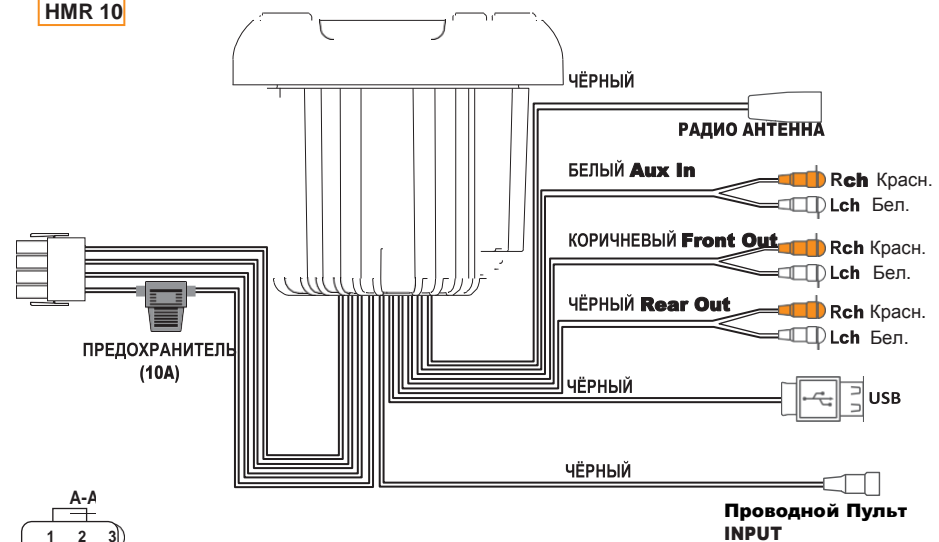 HMR 10
ЧЁРНЫЙ
РАДИО АНТЕННА
БЕЛЫЙ Aux In
Rch Красн.
Lch Бел.
КОРИЧНЕВЫЙ Front Out
Rch Красн.
Lch Бел.
ЧЁРНЫЙ Rear Out
Rch Красн.
Lch Бел.
ПРЕДОХРАНИТЕЛЬ
(10A)
ЧЁРНЫЙ
USB
ЧЁРНЫЙ
Проводной Пульт
INPUT
A-A
1 2 3